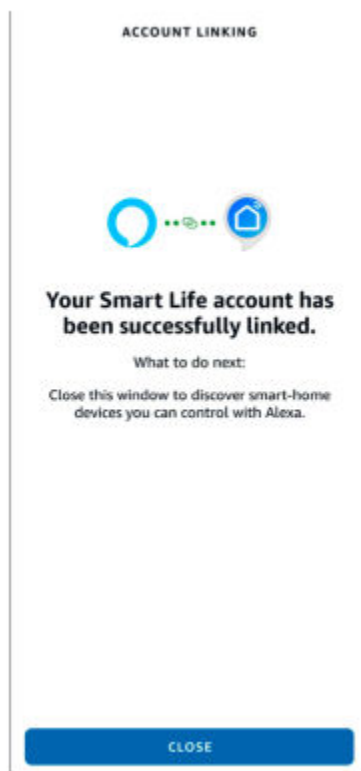 ACCOUNT LINKING
Your Smart Life account has
been successfully linked.
What to do next:
Close this window to discover smart-home
devices you can control with Alexa.
CLOSE